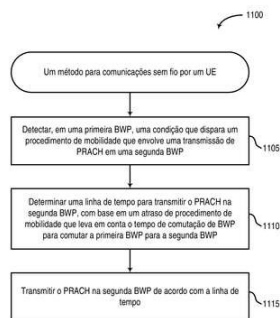 1100
Um método para comunicações sem fio por um UE
Detectar, em uma primeira BWP, uma condição que dispara um
procedimento de mobilidade que envolve uma transmissão de
PRACH em uma segunda BWP
1105
Determinar uma linha de tempo para transmitir o PRACH na
segunda BWP, com base em um atraso de procedimento de
mobilidade que leva em conta o tempo de comutação de BWP
para comutar a primeira BWP para a segunda BWP
1110
Transmitir o PRACH na segunda BWP de acordo com a linha de
tempo
1115